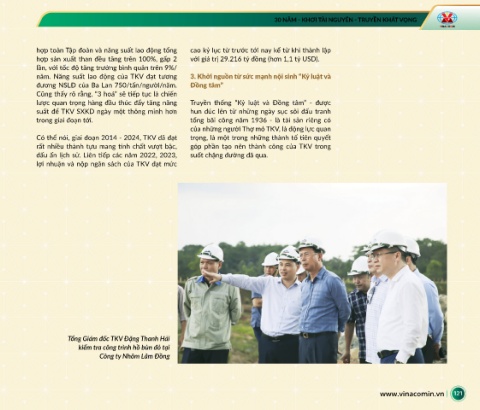 30 NĂM - KHƠI TÀI NGUYÊN - TRUYỀN KHÁT VỌNG
hợp toàn Tập đoàn và năng suất lao động tổng
hợp sản xuất than đều tăng trên 100%, gấp 2
lần, với tốc độ tăng trưởng bình quân trên 9%/
năm. Năng suất lao động của TKV đạt tương
đương NSLĐ của Ba Lan 750/tấn/người/năm.
Cũng thấy rõ rằng, "3 hoá" sẽ tiếp tục là chiến
lược quan trọng hàng đầu thúc đẩy tăng năng
suất để TKV SXKD ngày một thông minh hơn
trong giai đoạn tới.
Có thể nói, giai đoạn 2014 - 2024, TKV đã đạt
rất nhiều thành tựu mang tính chất vượt bậc,
dấu ấn lịch sử. Liên tiếp các năm 2022, 2023,
lợi nhuận và nộp ngân sách của TKV đạt mức
cao kỷ lục từ trước tới nay kể từ khi thành lập
với giá trị 29.216 tỷ đồng (hơn 1,1 tỷ USD).
3. Khơi nguồn từ sức mạnh nội sinh "Kỷ luật và
Đồng tâm"
Truyền thống "Kỷ luật và Đồng tâm" - được
hun đúc lên từ những ngày sục sôi đấu tranh
tổng bãi công năm 1936 - là tài sản riêng có
của những người Thợ mỏ TKV, là động lực quan
trọng, là một trong những thành tố tiên quyết
góp phần tạo nên thành công của TKV trong
suốt chặng đường đã qua.
Tổng Giám đốc TKV Đặng Thanh Hải
kiểm tra công trình hồ bùn đỏ tại
Công ty Nhôm Lâm Đồng
www.vinacomin.vn | 121